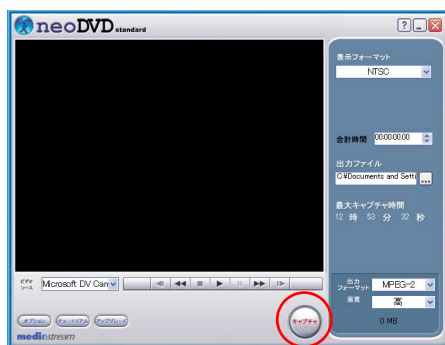 neoDVD standard
表示フォーマット
NTSC
合計時間 00:00:00.00
出力ファイル
C:¥Documents and Setti ...
最大キャプチャ時間
12 時 53 分 32 秒
ビデオソース Microsoft DV Can
出力フォーマット MPEG-2
画質 高
0 MB
オプション チュートリアル アップグレード
キャプチャ
medinstream